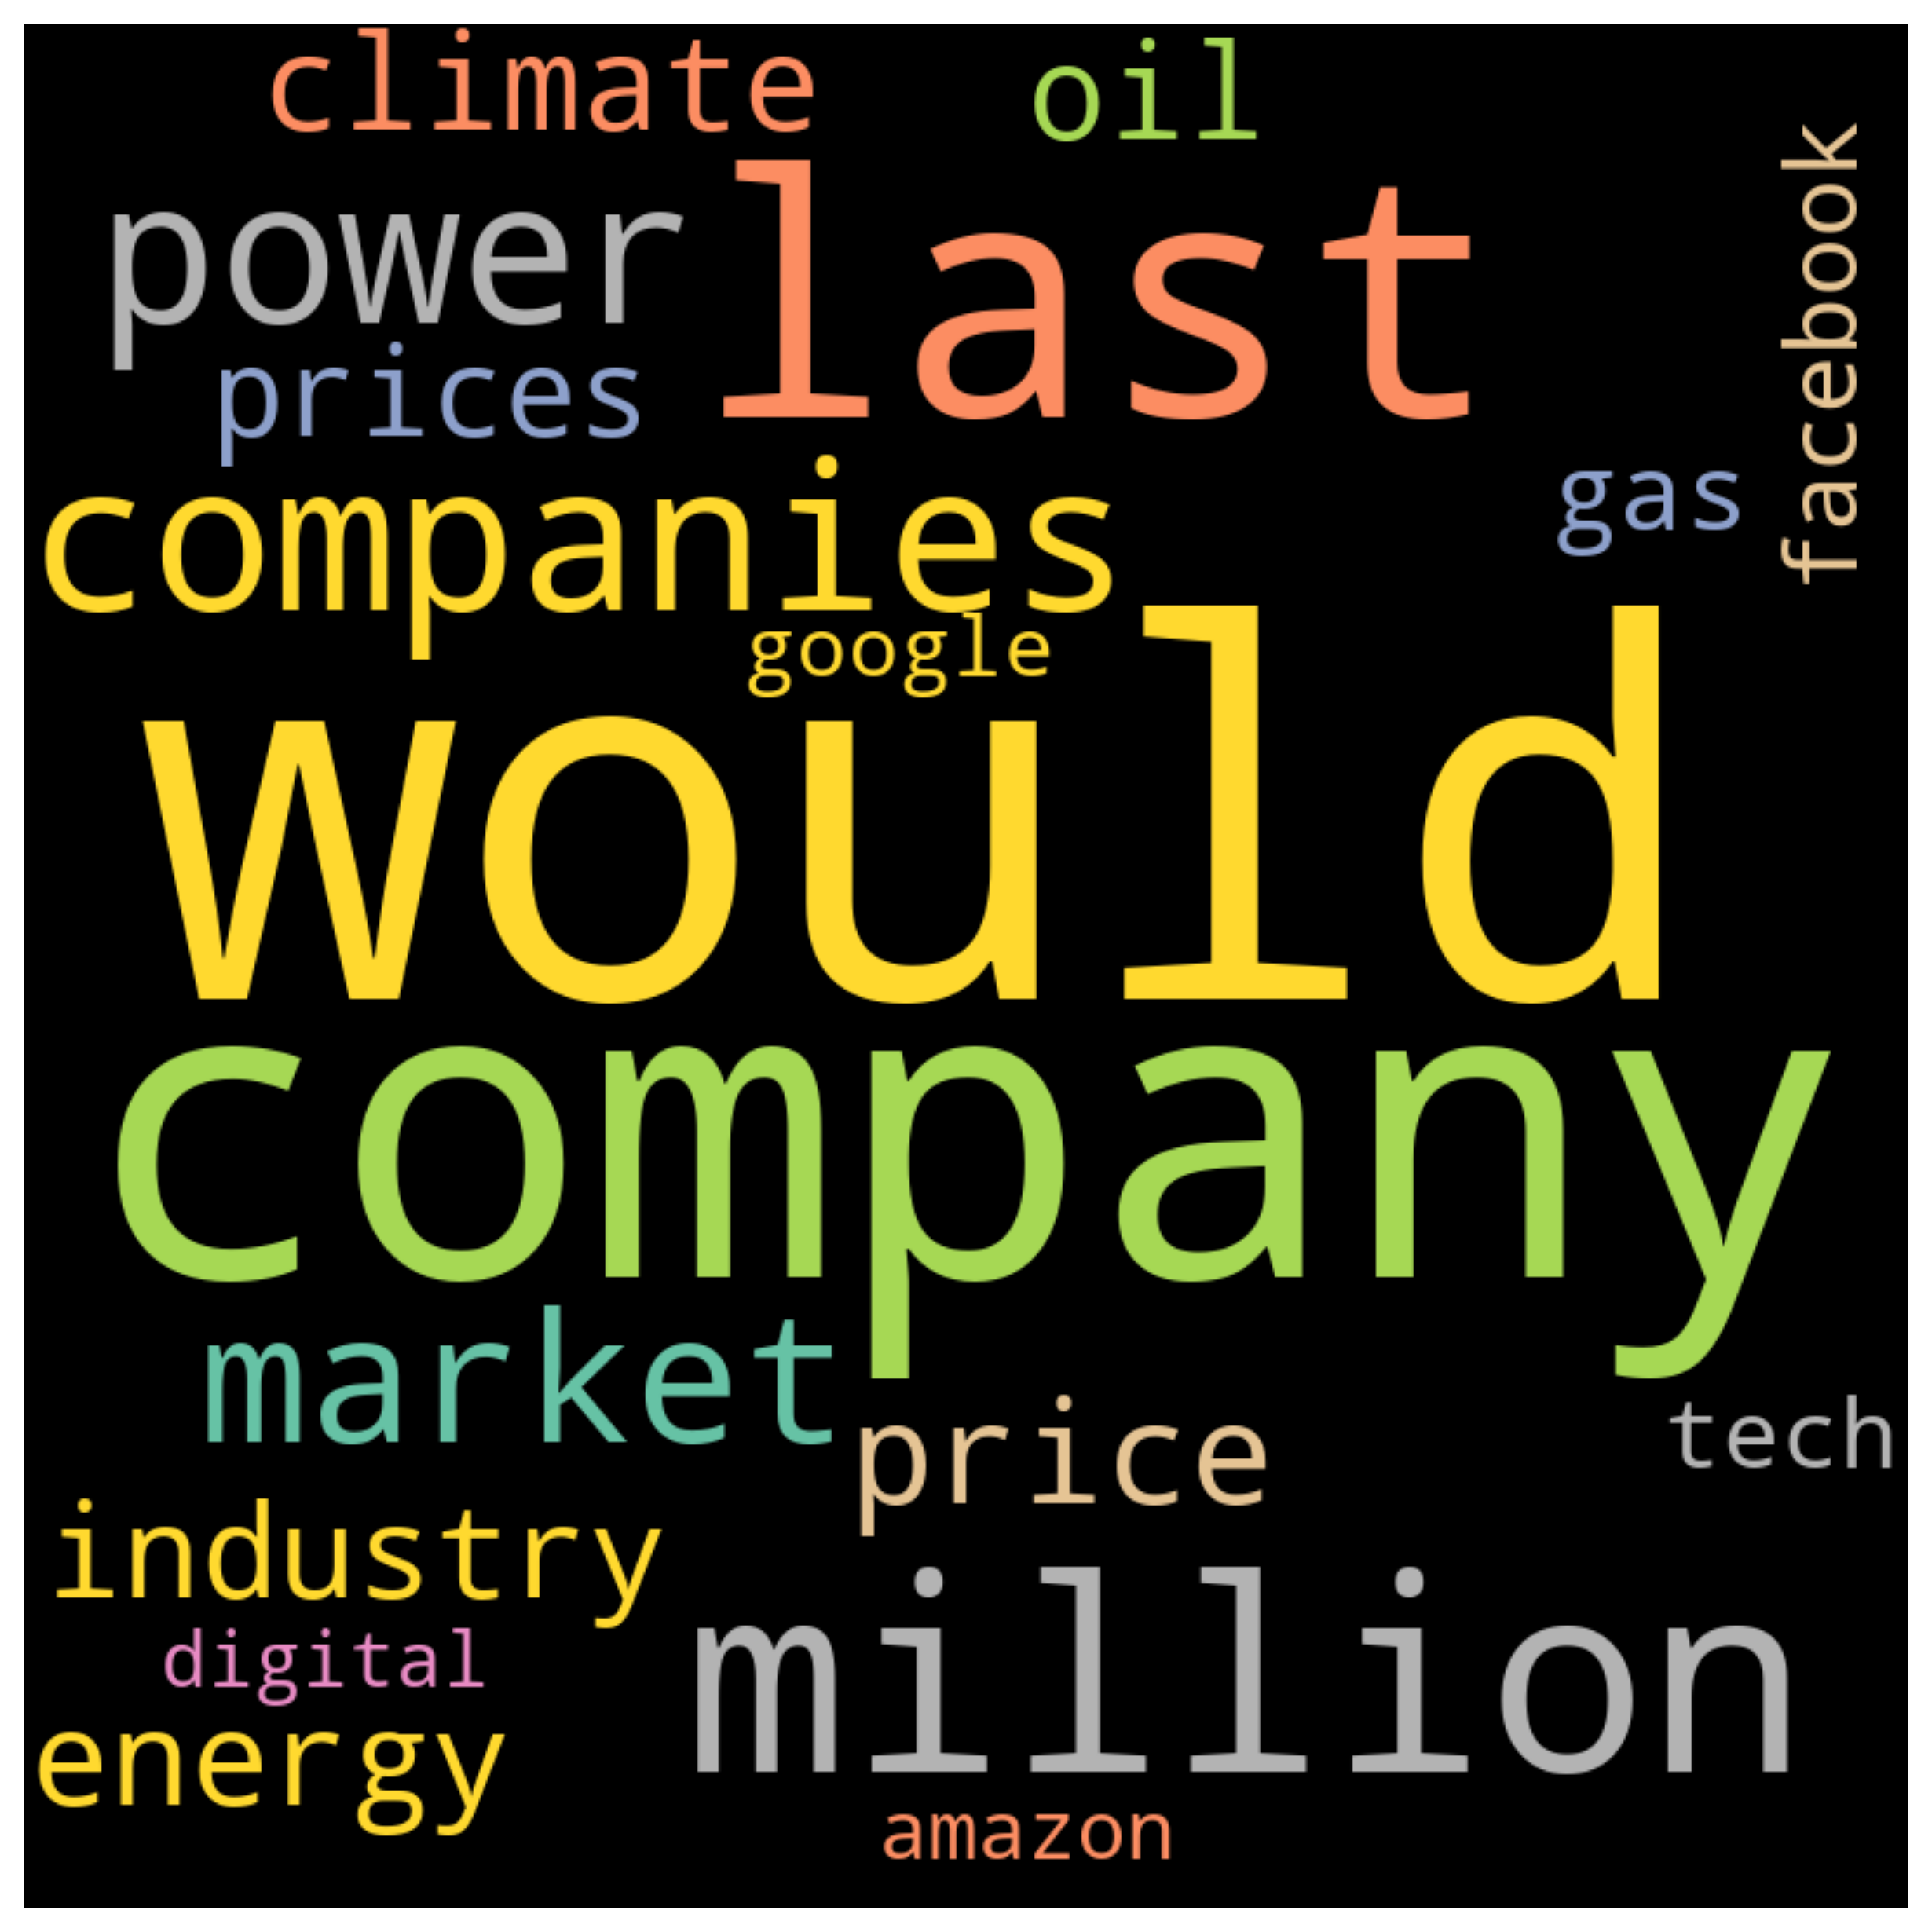 climate
oil
power
last
facebook
prices
companies
gas
google
would
company
market
price
tech
industry
million
digital
energy
amazon